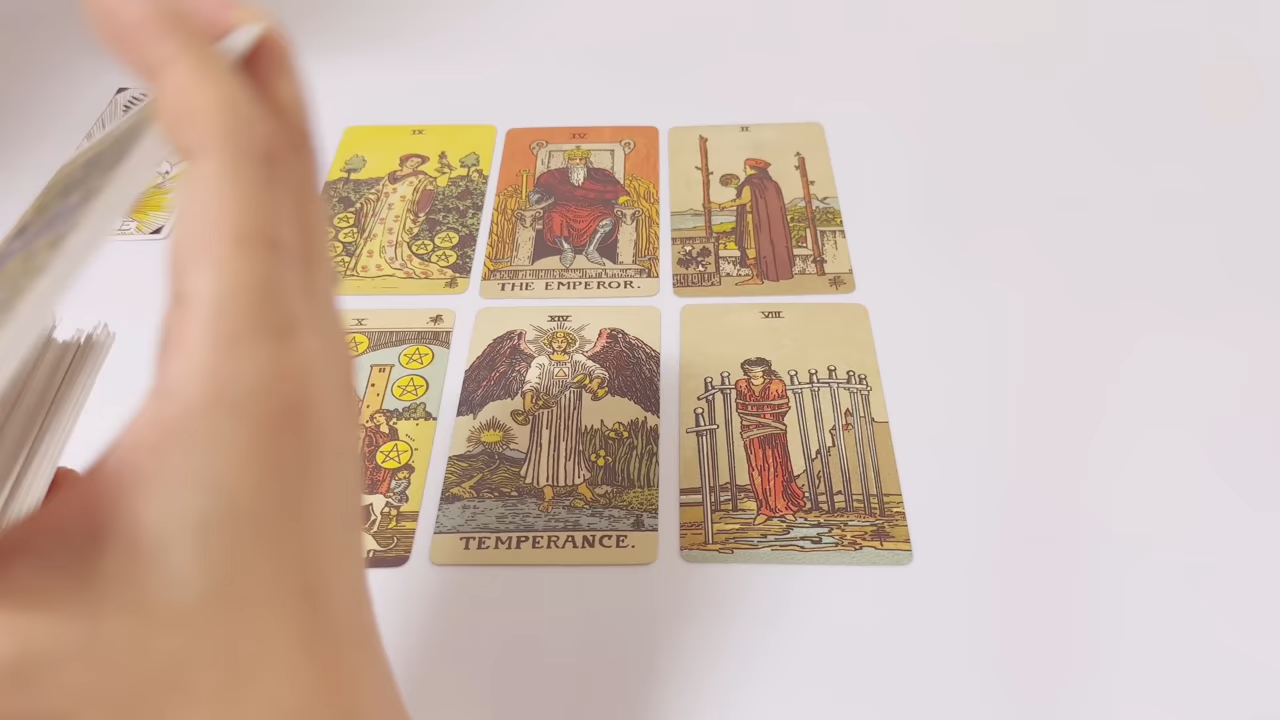 IX
IV
II
THE EMPEROR.
X
XIV
VIII
TEMPERANCE.